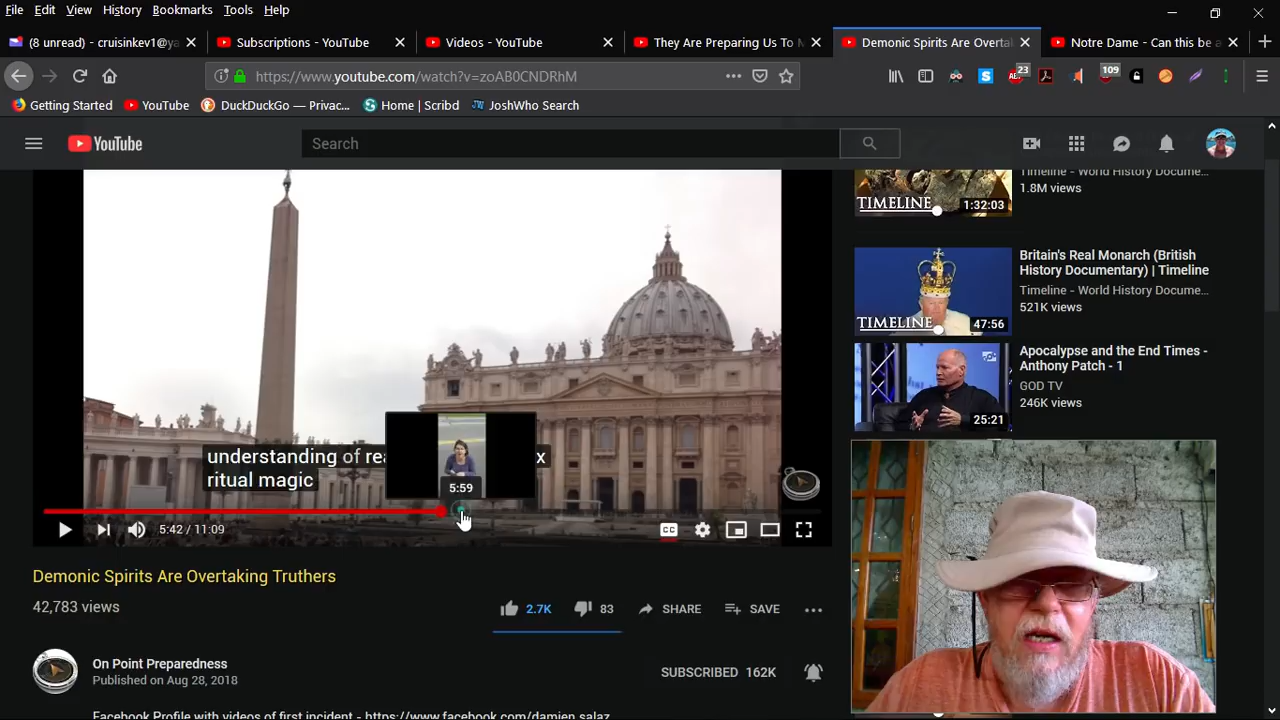 File Edit View History Bookmarks Tools Help
(8 unread) - cruisinkev1@ya
Subscriptions - YouTube
Videos - YouTube
They Are Preparing Us To M
Demonic Spirits Are Overta
Notre Dame - Can this be a
https://www.youtube.com/watch?v=zoAB0CNDRhM
23
109
Getting Started YouTube DuckDuckGo — Privac... Home | Scribd JoshWho Search
YouTube
Search
Timeline - World History Docume...
1.8M views
TIMELINE
1:32:03
Britain's Real Monarch (British
History Documentary) | Timeline
Timeline - World History Docume...
521K views
TIMELINE
47:56
Apocalypse and the End Times -
Anthony Patch - 1
GOD TV
246K views
25:21
understanding of rea x
ritual magic
5:59
5:42 / 11:09
CC
Demonic Spirits Are Overtaking Truthers
42,783 views
2.7K 83 SHARE SAVE
On Point Preparedness
Published on Aug 28, 2018
SUBSCRIBED 162K
Facebook Profile with videos of first incident - https://www.facebook.com/damien.salaz